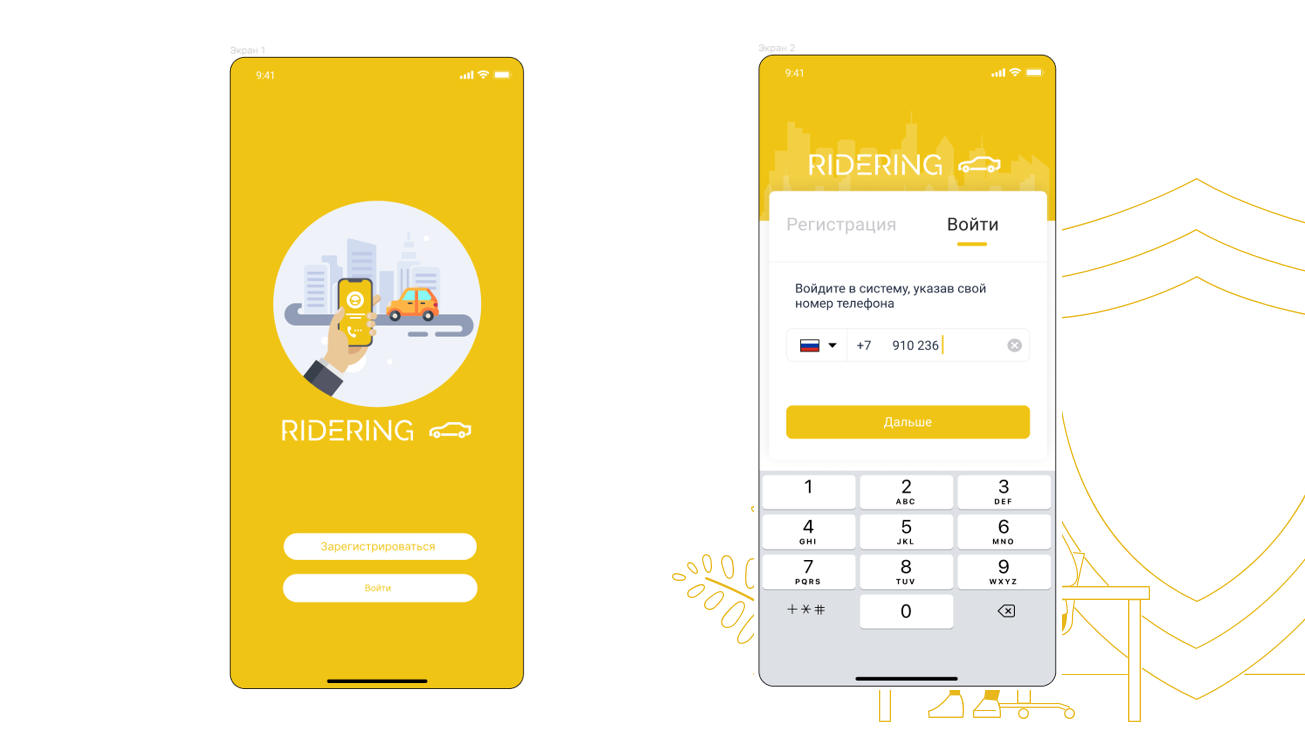 Экран 1
9:41
RIDERING
Зарегистрироваться
Войти
Экран 2
9:41
RIDERING
Регистрация Войти
Войдите в систему, указав свой
номер телефона
+7 910 236
Дальше
1 2 3
ABC DEF
4 5 6
GHI JKL MNO
7 8 9
PQRS TUV WXYZ
+*# 0